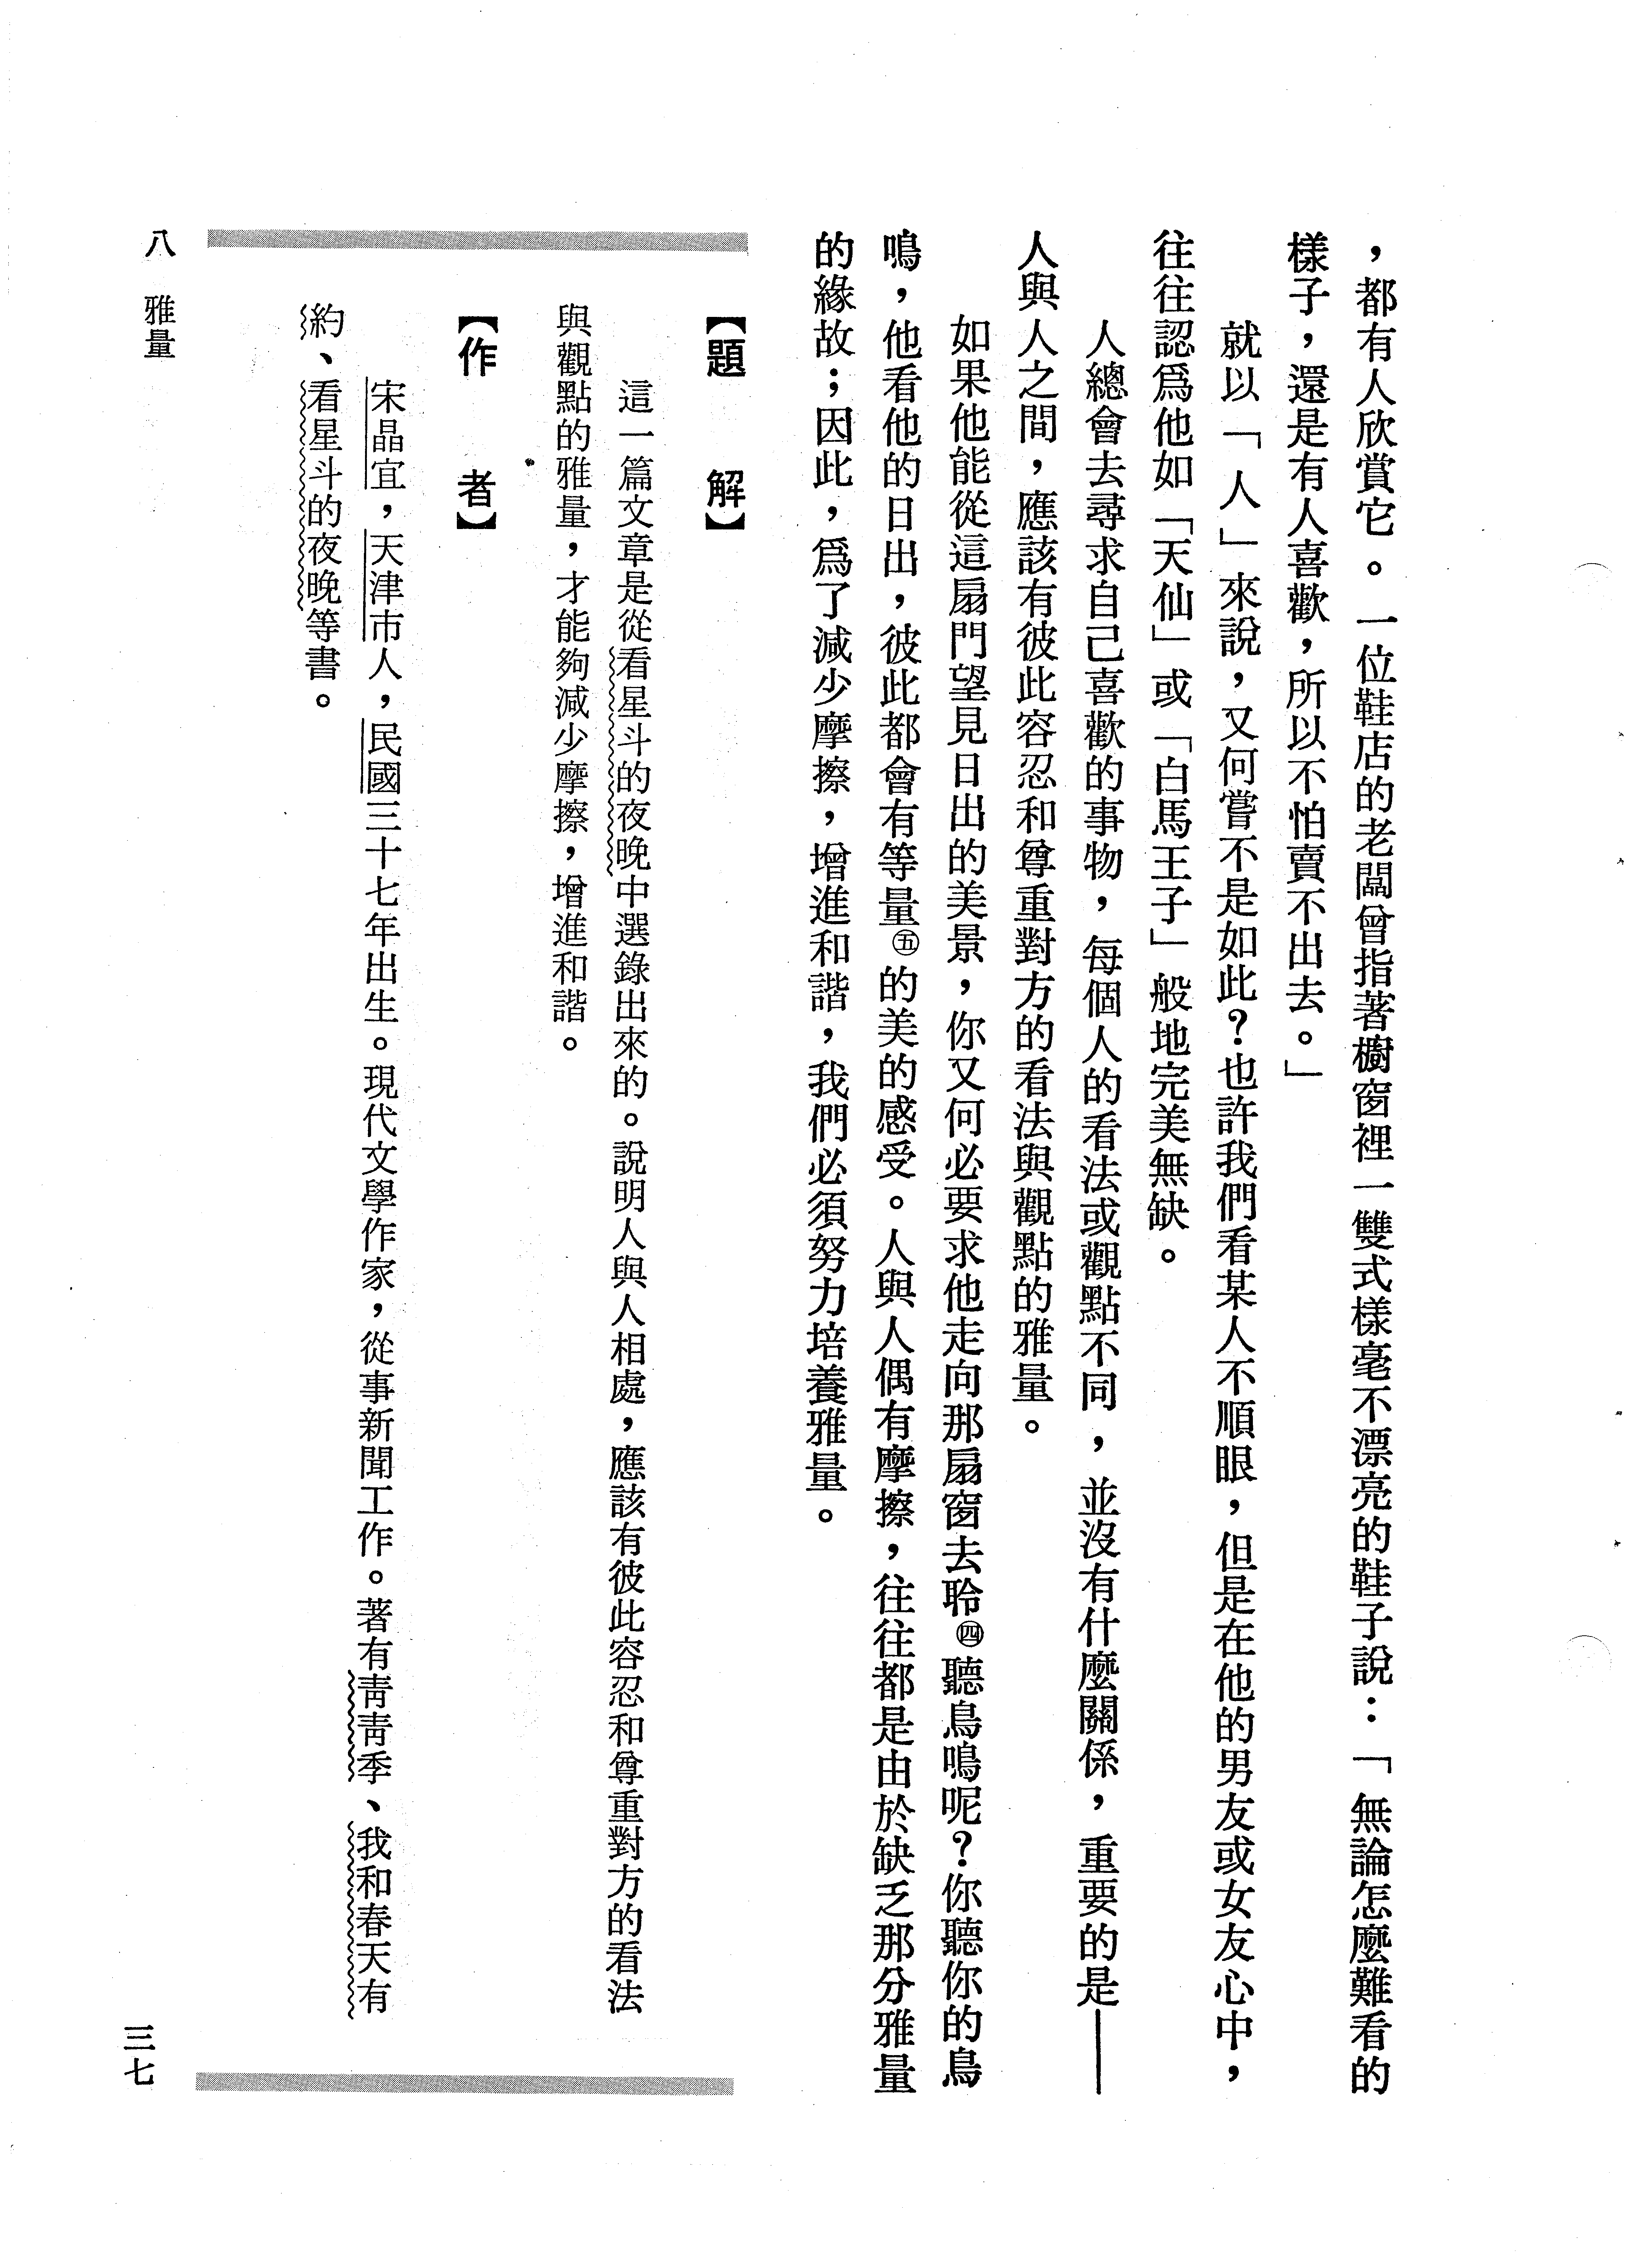 ，都有人欣賞它。一位鞋店的老闆曾指著櫥窗裡一雙式樣毫不漂亮的鞋子說：「無論怎麼難看的
樣子，還是有人喜歡，所以不怕賣不出去。」
就以「人」來說，又何嘗不是如此？也許我們看某人不順眼，但是在他的男友或女友心中，
往往認爲他如「天仙」或「白馬王子」般地完美無缺。
人總會去尋求自己喜歡的事物，每個人的看法或觀點不同，並沒有什麼關係，重要的是——
人與人之間，應該有彼此容忍和尊重對方的看法與觀點的雅量。
如果他能從這扇門望見日出的美景，你又何必要求他走向那扇窗去聆㊃聽鳥鳴呢？你聽你的鳥
鳴，他看他的日出，彼此都會有等量㊄的美的感受。人與人偶有摩擦，往往都是由於缺乏那分雅量
的緣故；因此，爲了減少摩擦，增進和諧，我們必須努力培養雅量。
【題　解】
這一篇文章是從看星斗的夜晚中選錄出來的。說明人與人相處，應該有彼此容忍和尊重對方的看法
與觀點的雅量，才能夠減少摩擦，增進和諧。
【作　者】
宋晶宜，天津市人，民國三十七年出生。現代文學作家，從事新聞工作。著有靑靑季、我和春天有
約、看星斗的夜晚等書。
八　雅量
三七